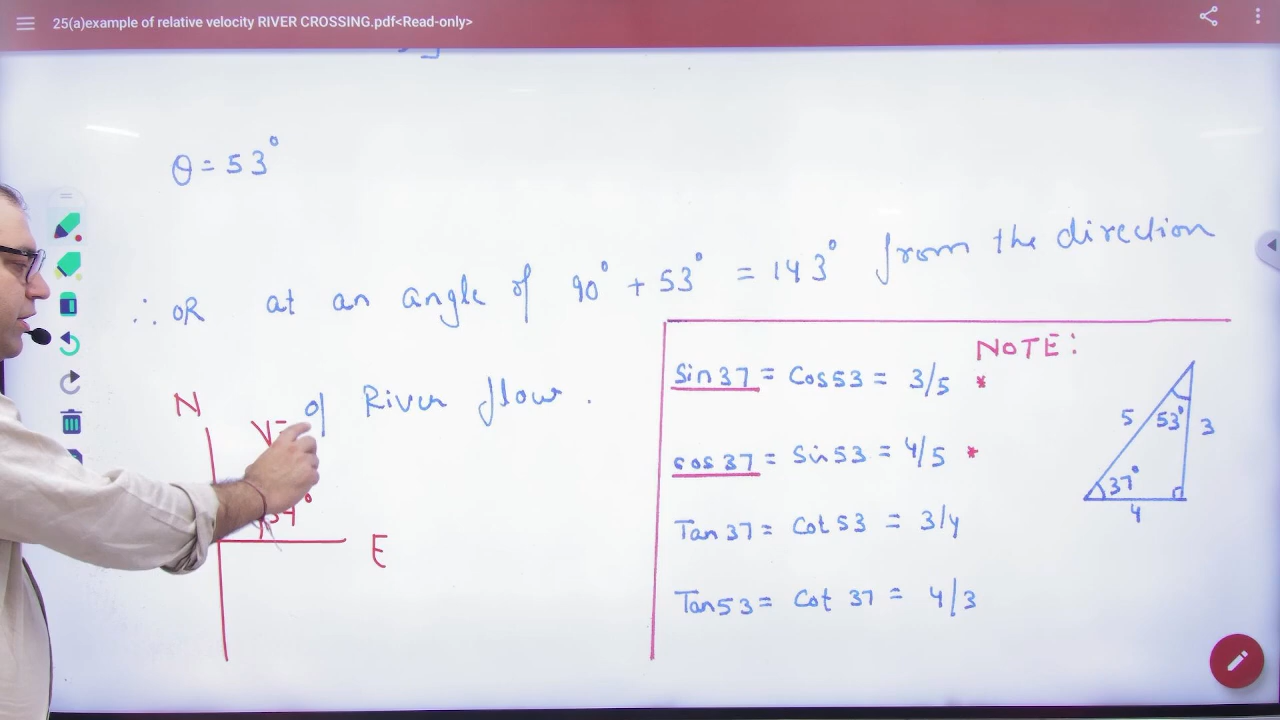 25(a)example of relative velocity RIVER CROSSING.pdf<Read-only>
θ = 53°
∴ OR at an angle of 90° + 53° = 143° from the direction
of River flow .
N
E
NOTE :
Sin 37 = Cos 53 = 3/5 *
cos 37 = Sin 53 = 4/5 *
Tan 37 = Cot 53 = 3/4
Tan 53 = Cot 37 = 4/3
5
53°
3
37°
4